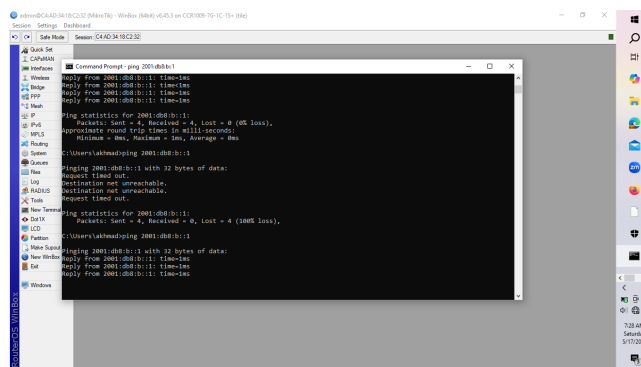 admin@C4:AD:34:18:C2:32 (MikroTik) - WinBox (64bit) v6.45.3 on CCR1009-7G-1C-1S+ (tile)
Session Settings Dashboard
Safe Mode Session: C4:AD:34:18:C2:32
Quick Set
CAPsMAN
Interfaces
Wireless
Bridge
PPP
Mesh
IP
IPv6
MPLS
Routing
System
Queues
Files
Log
RADIUS
Tools
New Terminal
Dot1X
LCD
Partition
Make Supout
New WinBox
Exit
Windows
RouterOS WinBox
Command Prompt - ping 2001:db8:b::1
Reply from 2001:db8:b::1: time=1ms
Reply from 2001:db8:b::1: time<1ms
Reply from 2001:db8:b::1: time=1ms
Reply from 2001:db8:b::1: time=1ms
Ping statistics for 2001:db8:b::1:
Packets: Sent = 4, Received = 4, Lost = 0 (0% loss),
Approximate round trip times in milli-seconds:
Minimum = 0ms, Maximum = 1ms, Average = 0ms
C:\Users\akhmad>ping 2001:db8:b::1
Pinging 2001:db8:b::1 with 32 bytes of data:
Request timed out.
Destination net unreachable.
Destination net unreachable.
Request timed out.
Ping statistics for 2001:db8:b::1:
Packets: Sent = 4, Received = 0, Lost = 4 (100% loss),
C:\Users\akhmad>ping 2001:db8:b::1
Pinging 2001:db8:b::1 with 32 bytes of data:
Reply from 2001:db8:b::1: time=1ms
Reply from 2001:db8:b::1: time=1ms
Reply from 2001:db8:b::1: time=1ms
zm
7:28 AM
Saturd
5/17/20